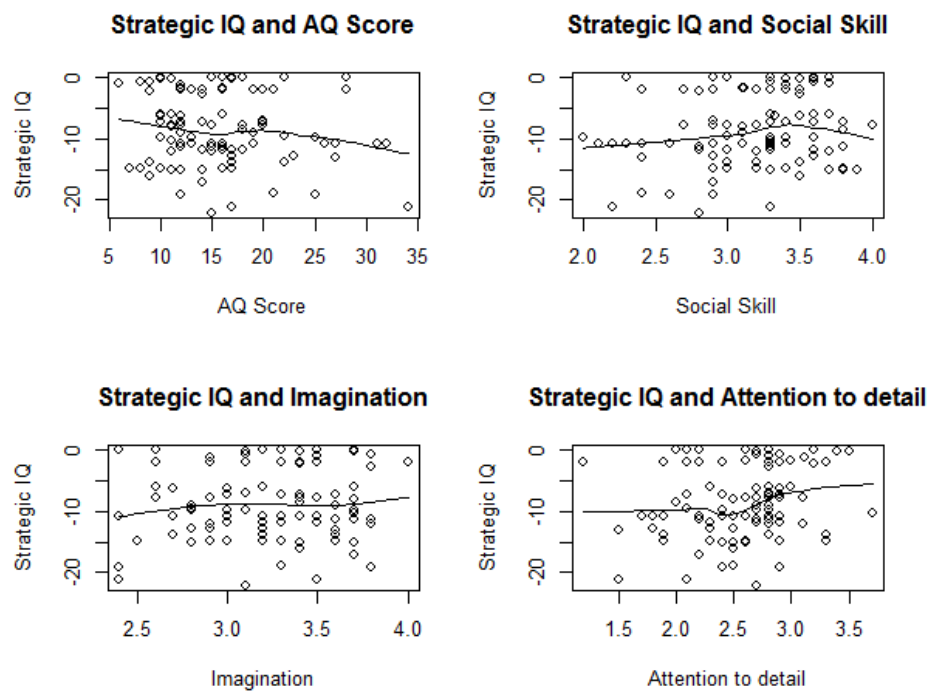 Strategic IQ and AQ Score
Strategic IQ
0
-10
-20
5 10 15 20 25 30 35
AQ Score
Strategic IQ and Social Skill
Strategic IQ
0
-10
-20
2.0 2.5 3.0 3.5 4.0
Social Skill
Strategic IQ and Imagination
Strategic IQ
0
-10
-20
2.5 3.0 3.5 4.0
Imagination
Strategic IQ and Attention to detail
Strategic IQ
0
-10
-20
1.5 2.0 2.5 3.0 3.5
Attention to detail